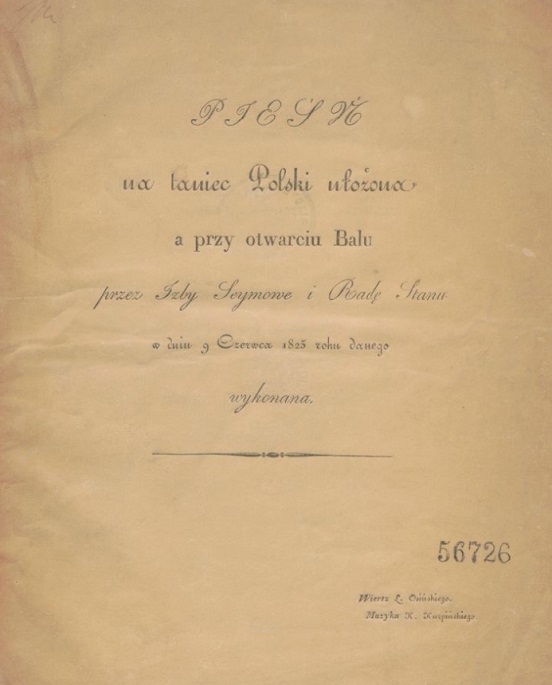 PIEŚŃ
na taniec Polski ułożona
a przy otwarciu Balu
przez Izby Seymowe i Radę Stanu
w dniu 9 Czerwca 1825 roku danego
wykonana.
56726
Wiersz L. Osińskiego.
Muzyka K. Kurpińskiego.